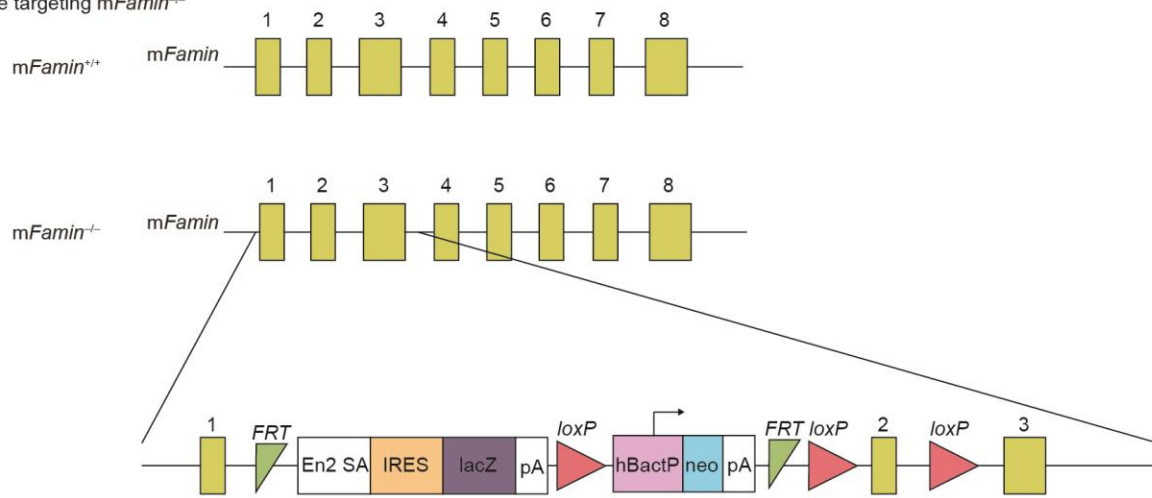 e targeting mFamin⁻/⁻
1 2 3 4 5 6 7 8
mFamin⁺/⁺ mFamin
1 2 3 4 5 6 7 8
mFamin⁻/⁻ mFamin
1 FRT loxP FRT loxP 2 loxP 3
En2 SA IRES lacZ pA hBactP neo pA